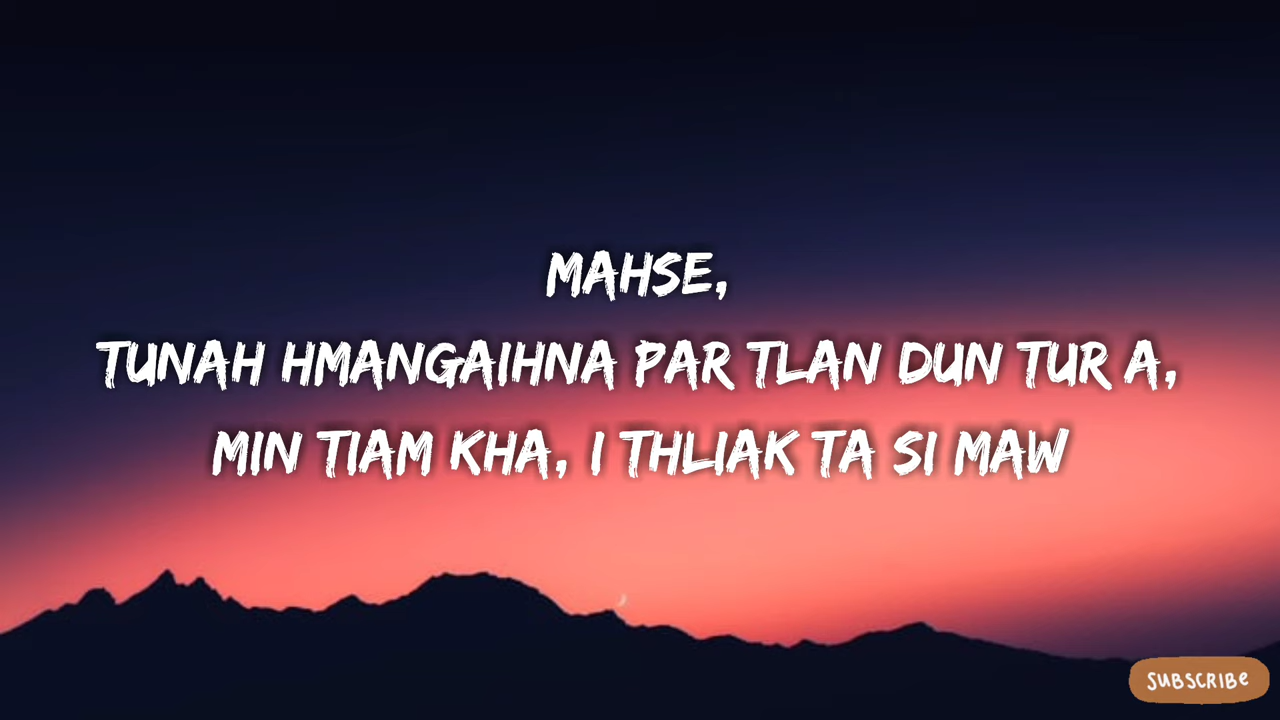 MAHSE,
TUNAH HMANGAIHNA PAR TLAN DUN TUR A,
MIN TIAM KHA, I THLIAK TA SI MAW
SUBSCRIBE